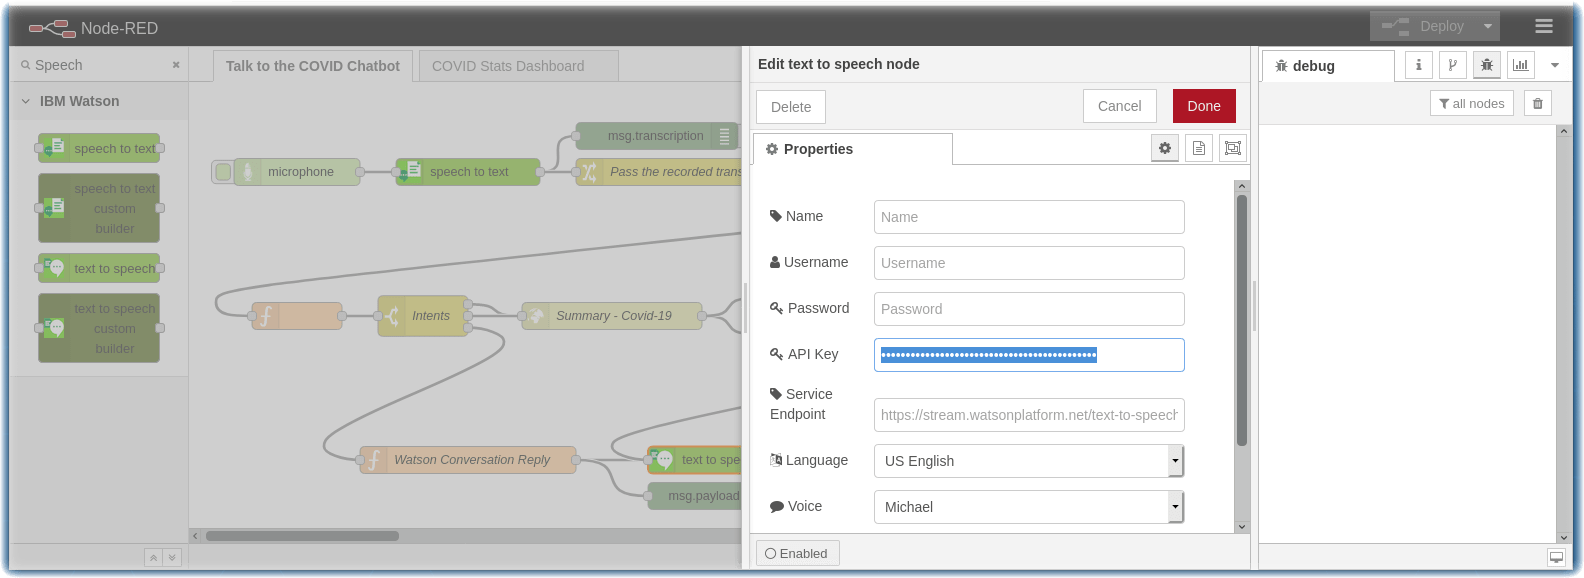 Node-RED
Deploy
Speech
IBM Watson
speech to text
speech to text
custom
builder
text to speech
text to speech
custom
builder
Talk to the COVID Chatbot
COVID Stats Dashboard
msg.transcription
microphone
speech to text
Pass the recorded trans
Intents
Summary - Covid-19
Watson Conversation Reply
text to spe
msg.payload
Edit text to speech node
Delete
Cancel
Done
Properties
Name
Name
Username
Username
Password
Password
API Key
••••••••••••••••••••••••••••••••••••••••••••
Service
Endpoint
https://stream.watsonplatform.net/text-to-speech
Language
US English
Voice
Michael
Enabled
debug
all nodes